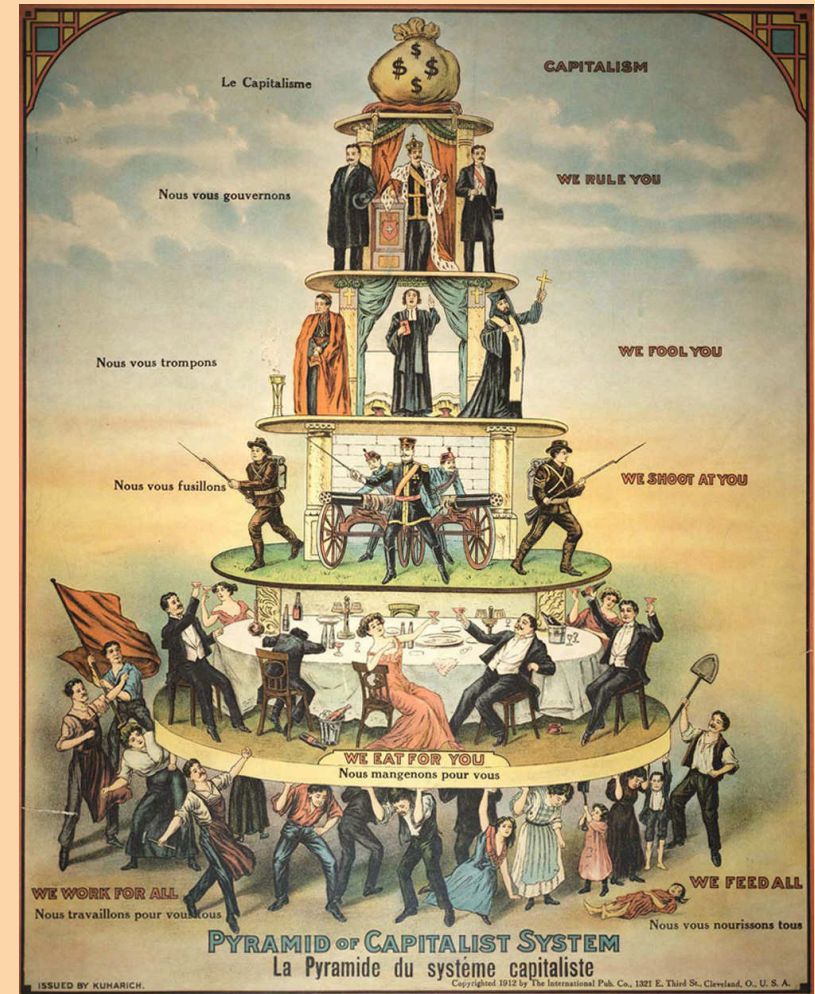 $ $ $ $
Le Capitalisme
CAPITALISM
Nous vous gouvernons
WE RULE YOU
Nous vous trompons
WE FOOL YOU
Nous vous fusillons
WE SHOOT AT YOU
WE EAT FOR YOU
Nous mangenons pour vous
WE WORK FOR ALL
WE FEED ALL
Nous travaillons pour vous tous
Nous vous nourissons tous
PYRAMID OF CAPITALIST SYSTEM
La Pyramide du systéme capitaliste
ISSUED BY KUHARICH.
Copyrighted 1912 by The International Pub. Co., 1321 E. Third St., Cleveland, O., U. S. A.